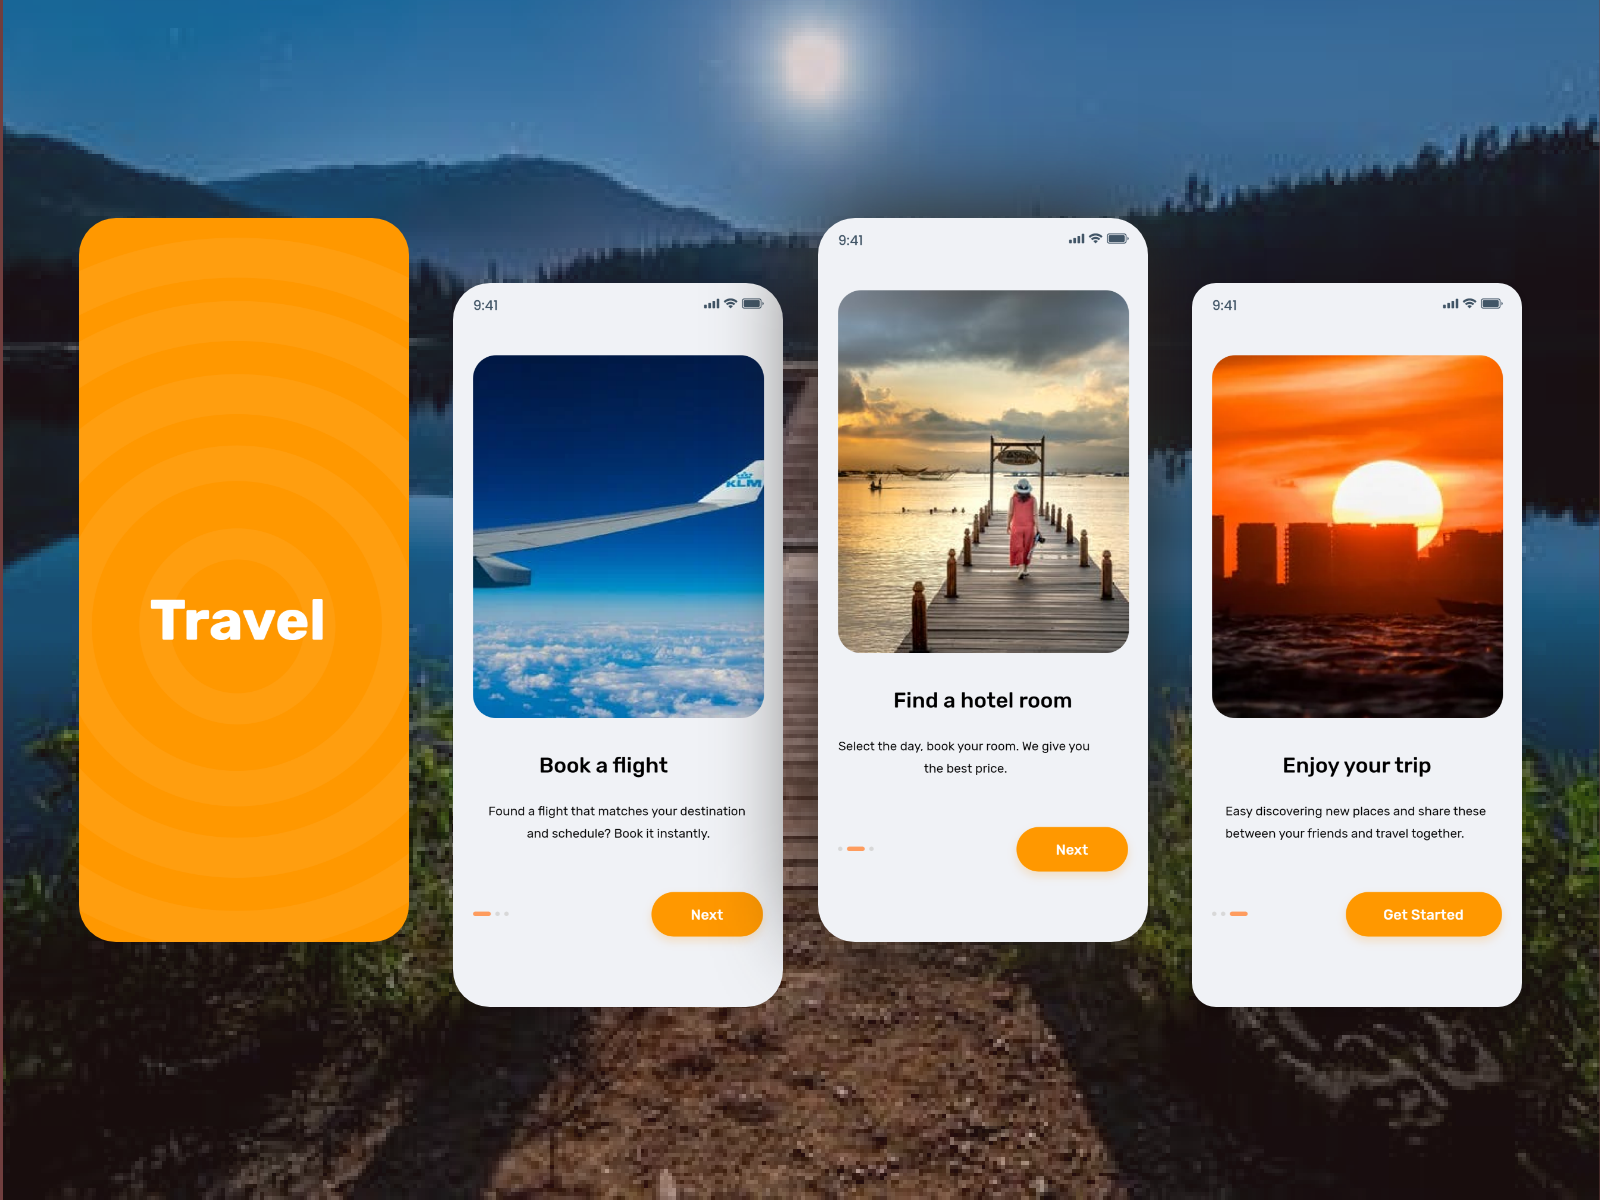 Travel
9:41
KLM
Book a flight
Found a flight that matches your destination
and schedule? Book it instantly.
Next
9:41
Find a hotel room
Select the day, book your room. We give you
the best price.
Next
9:41
Enjoy your trip
Easy discovering new places and share these
between your friends and travel together.
Get Started